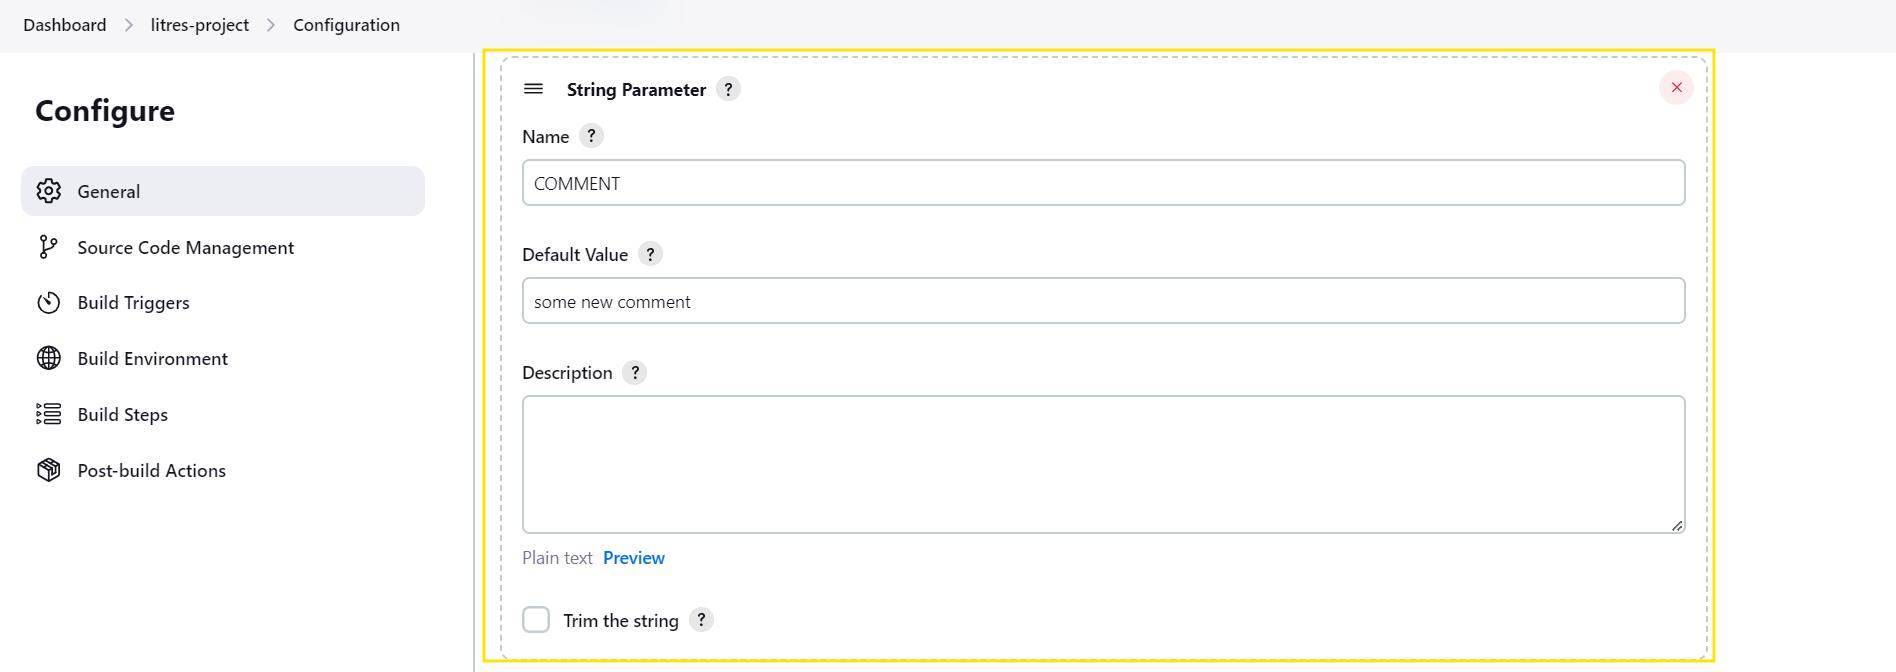 Dashboard > litres-project > Configuration
Configure
General
Source Code Management
Build Triggers
Build Environment
Build Steps
Post-build Actions
String Parameter ?
Name ?
COMMENT
Default Value ?
some new comment
Description ?
Plain text Preview
Trim the string ?